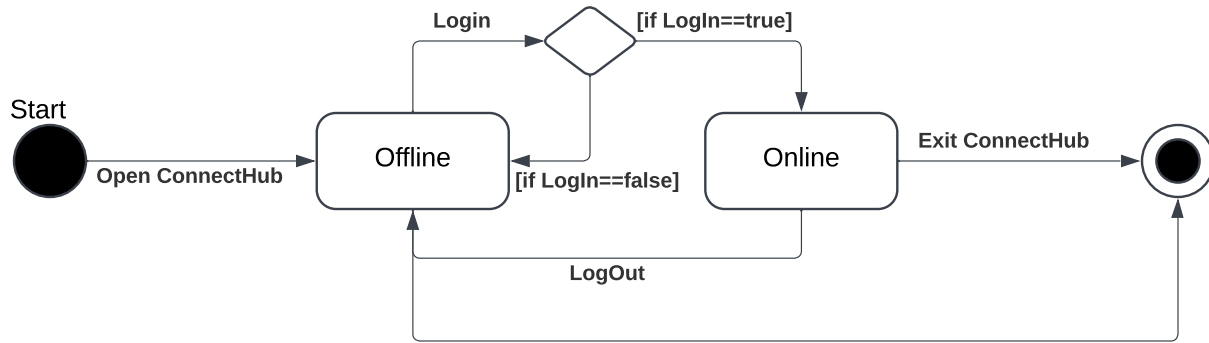 Login
[if LogIn==true]
Start
Open ConnectHub
Offline
[if LogIn==false]
Online
Exit ConnectHub
LogOut